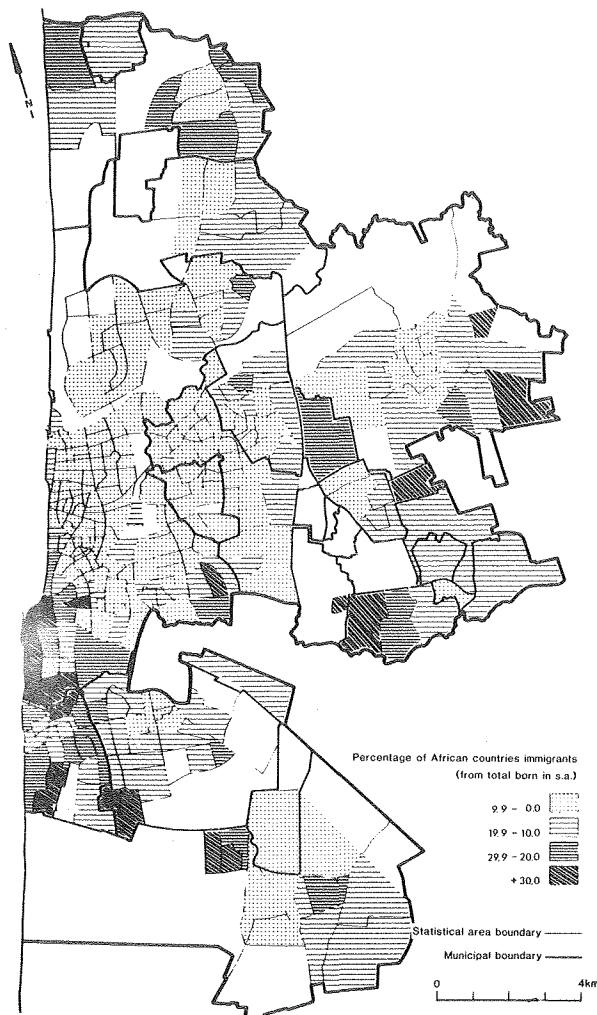 N
Percentage of African countries immigrants
(from total born in s.a.)
9.9 - 0.0
19.9 - 10.0
29.9 - 20.0
+30.0
Statistical area boundary
Municipal boundary
0 4km